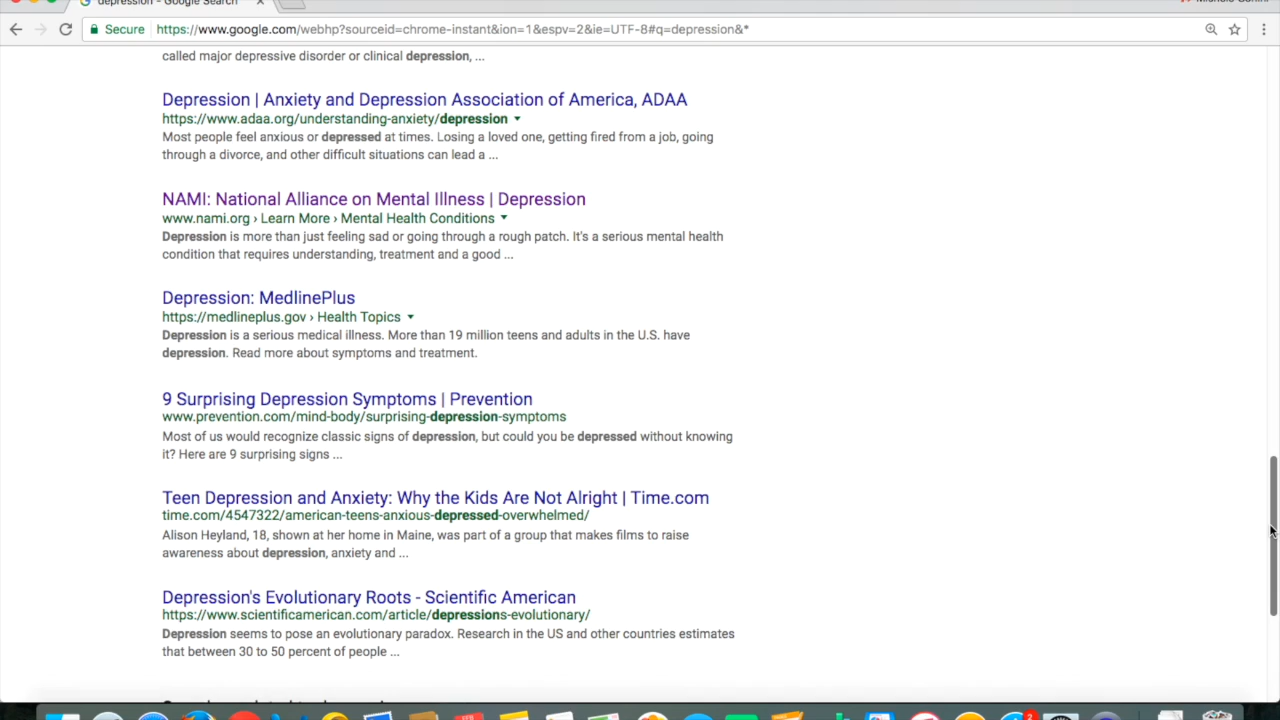 depression - Google Search
Secure https://www.google.com/webhp?sourceid=chrome-instant&ion=1&espv=2&ie=UTF-8#q=depression&*
called major depressive disorder or clinical depression, ...
Depression | Anxiety and Depression Association of America, ADAA
https://www.adaa.org/understanding-anxiety/depression
Most people feel anxious or depressed at times. Losing a loved one, getting fired from a job, going
through a divorce, and other difficult situations can lead a ...
NAMI: National Alliance on Mental Illness | Depression
www.nami.org › Learn More › Mental Health Conditions
Depression is more than just feeling sad or going through a rough patch. It's a serious mental health
condition that requires understanding, treatment and a good ...
Depression: MedlinePlus
https://medlineplus.gov › Health Topics
Depression is a serious medical illness. More than 19 million teens and adults in the U.S. have
depression. Read more about symptoms and treatment.
9 Surprising Depression Symptoms | Prevention
www.prevention.com/mind-body/surprising-depression-symptoms
Most of us would recognize classic signs of depression, but could you be depressed without knowing
it? Here are 9 surprising signs ...
Teen Depression and Anxiety: Why the Kids Are Not Alright | Time.com
time.com/4547322/american-teens-anxious-depressed-overwhelmed/
Alison Heyland, 18, shown at her home in Maine, was part of a group that makes films to raise
awareness about depression, anxiety and ...
Depression's Evolutionary Roots - Scientific American
https://www.scientificamerican.com/article/depressions-evolutionary/
Depression seems to pose an evolutionary paradox. Research in the US and other countries estimates
that between 30 to 50 percent of people ...
2